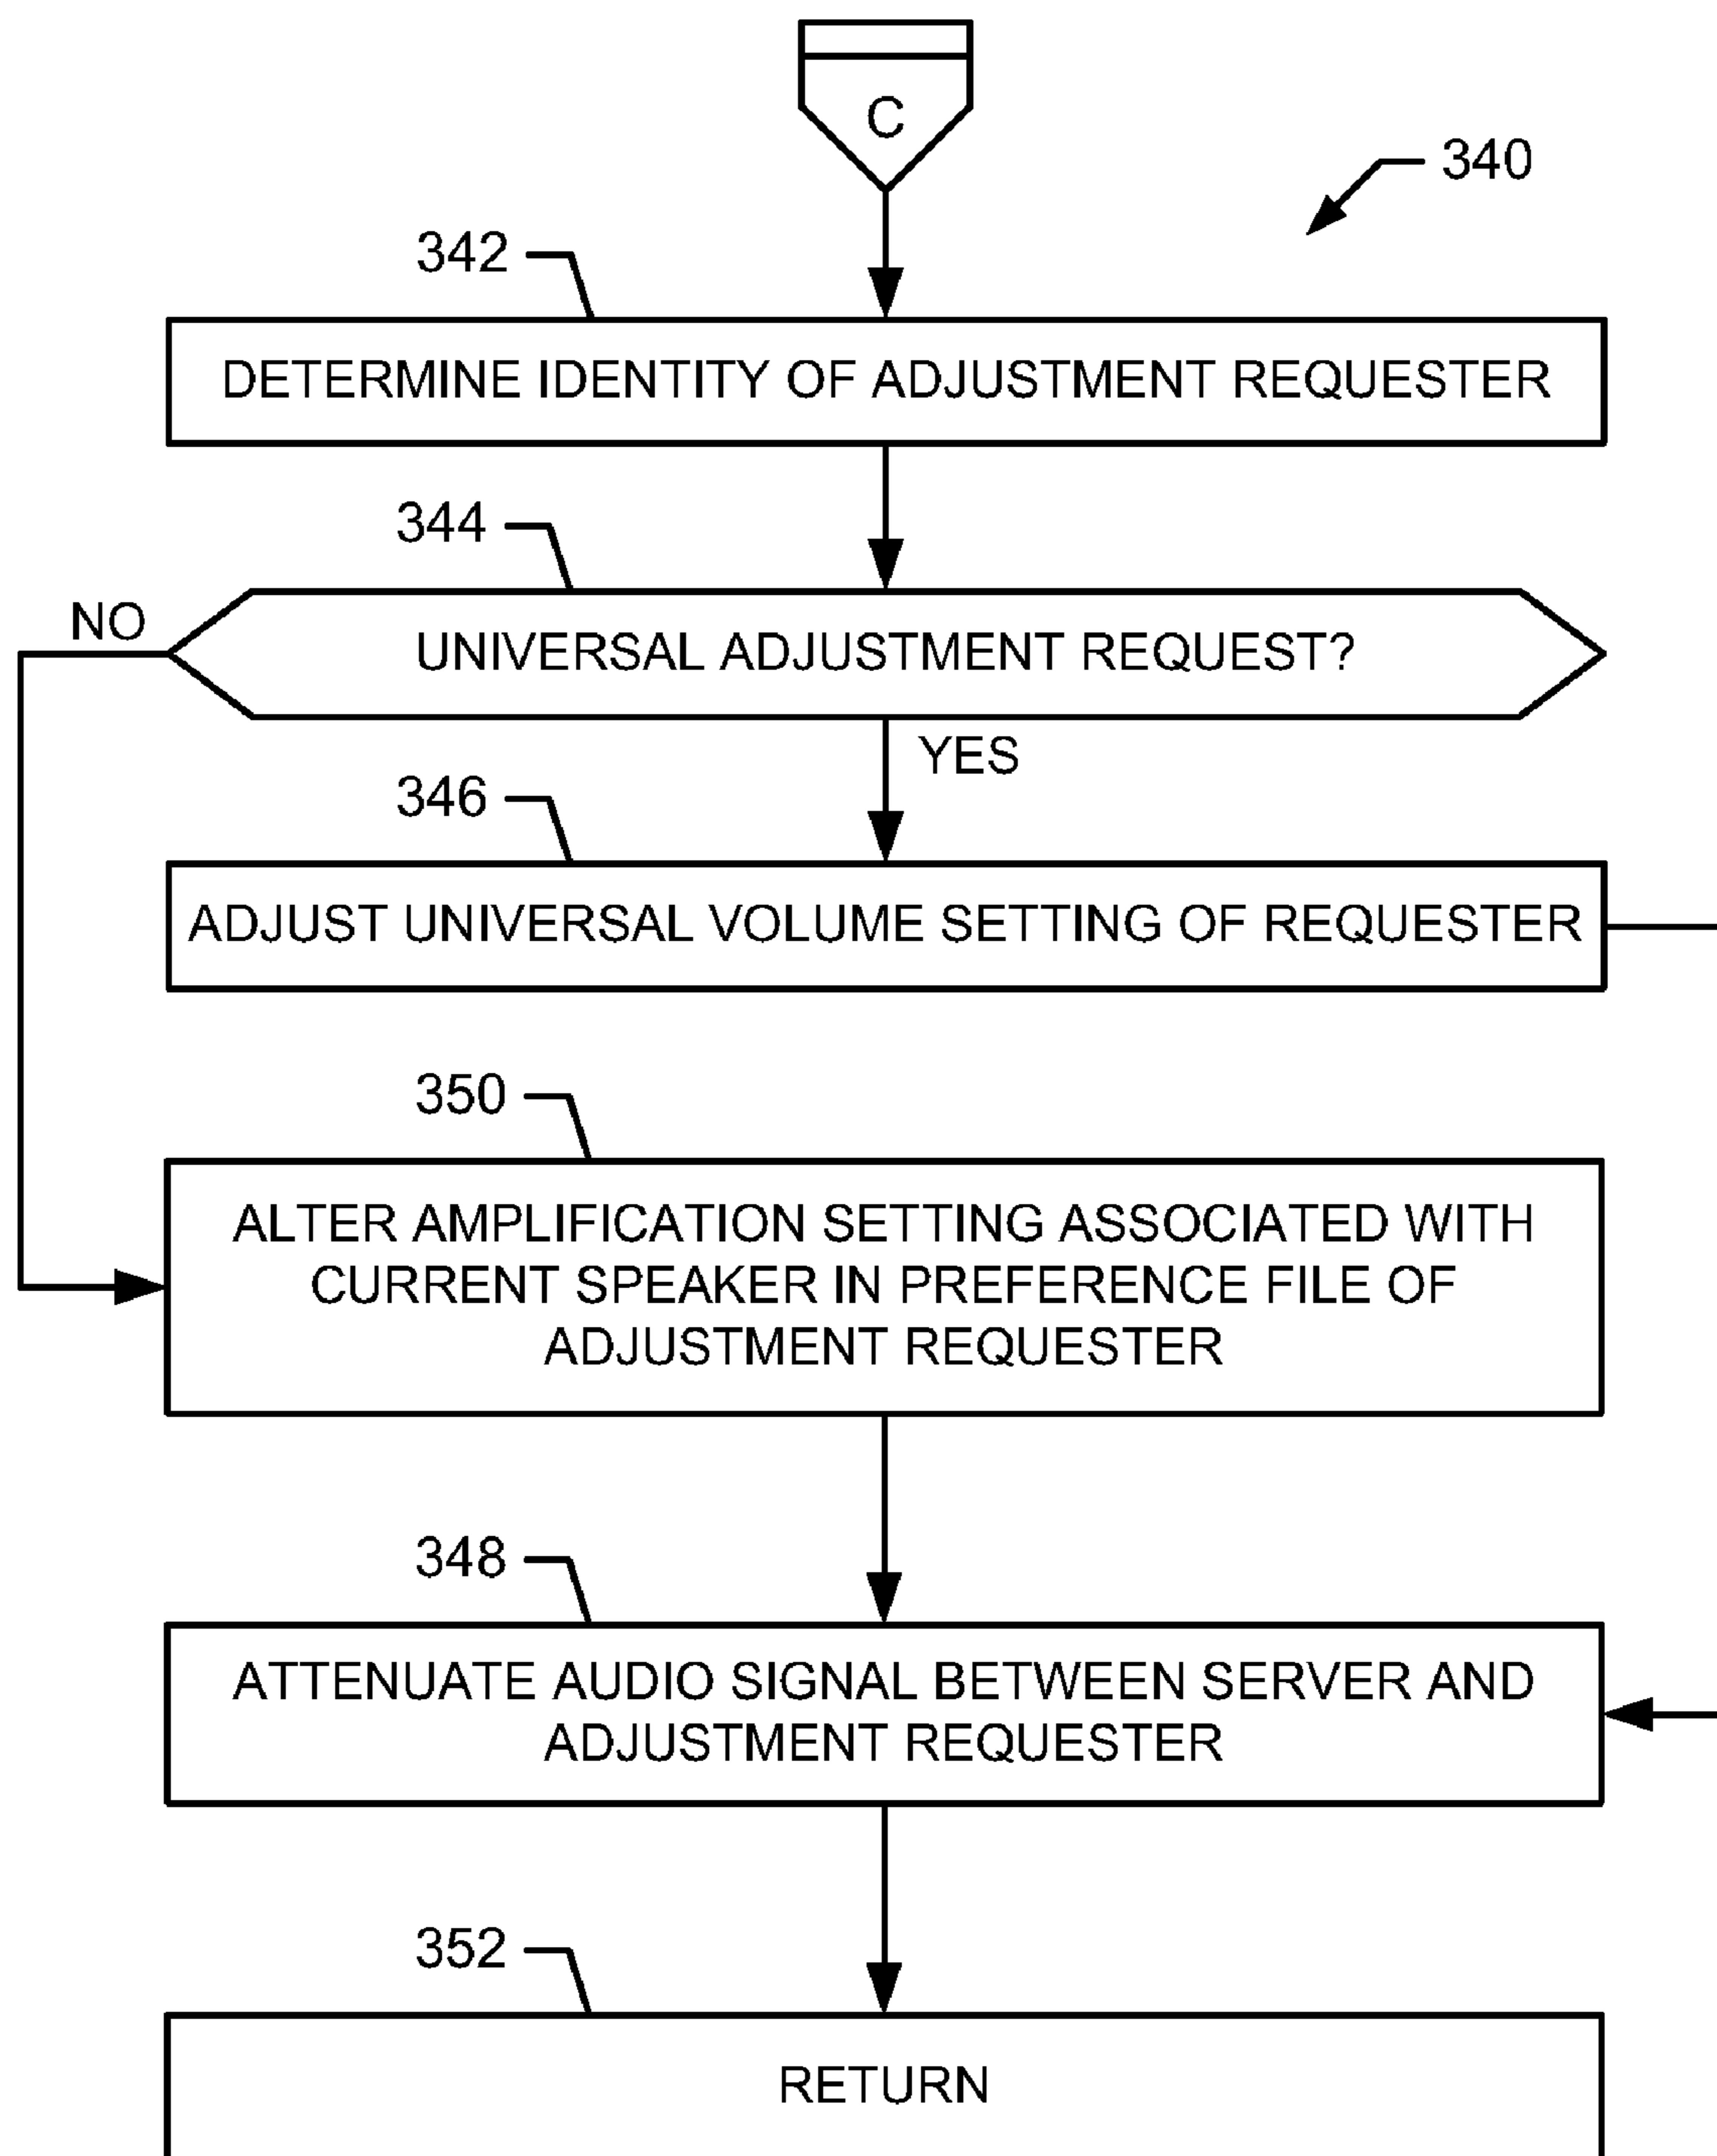 C
340
342
DETERMINE IDENTITY OF ADJUSTMENT REQUESTER
344
NO
UNIVERSAL ADJUSTMENT REQUEST?
YES
346
ADJUST UNIVERSAL VOLUME SETTING OF REQUESTER
350
ALTER AMPLIFICATION SETTING ASSOCIATED WITH
CURRENT SPEAKER IN PREFERENCE FILE OF
ADJUSTMENT REQUESTER
348
ATTENUATE AUDIO SIGNAL BETWEEN SERVER AND
ADJUSTMENT REQUESTER
352
RETURN